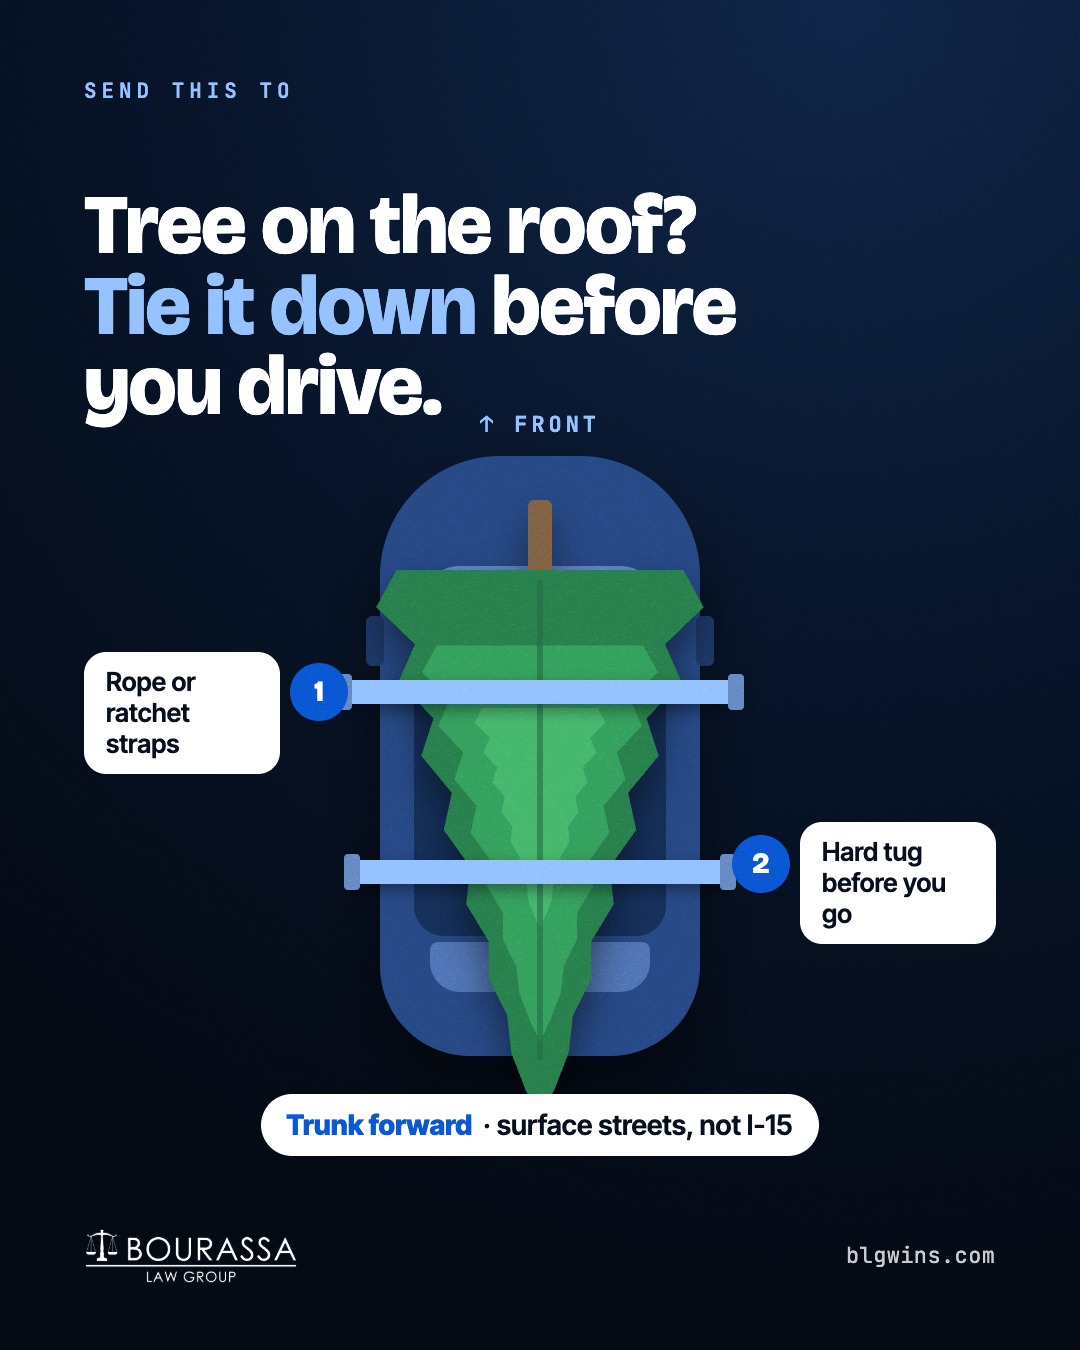 SEND THIS TO
Tree on the roof?
Tie it down before
you drive.
↑ FRONT
Rope or
ratchet
straps
1
2
Hard tug
before you
go
Trunk forward · surface streets, not I-15
BOURASSA
LAW GROUP
blgwins.com